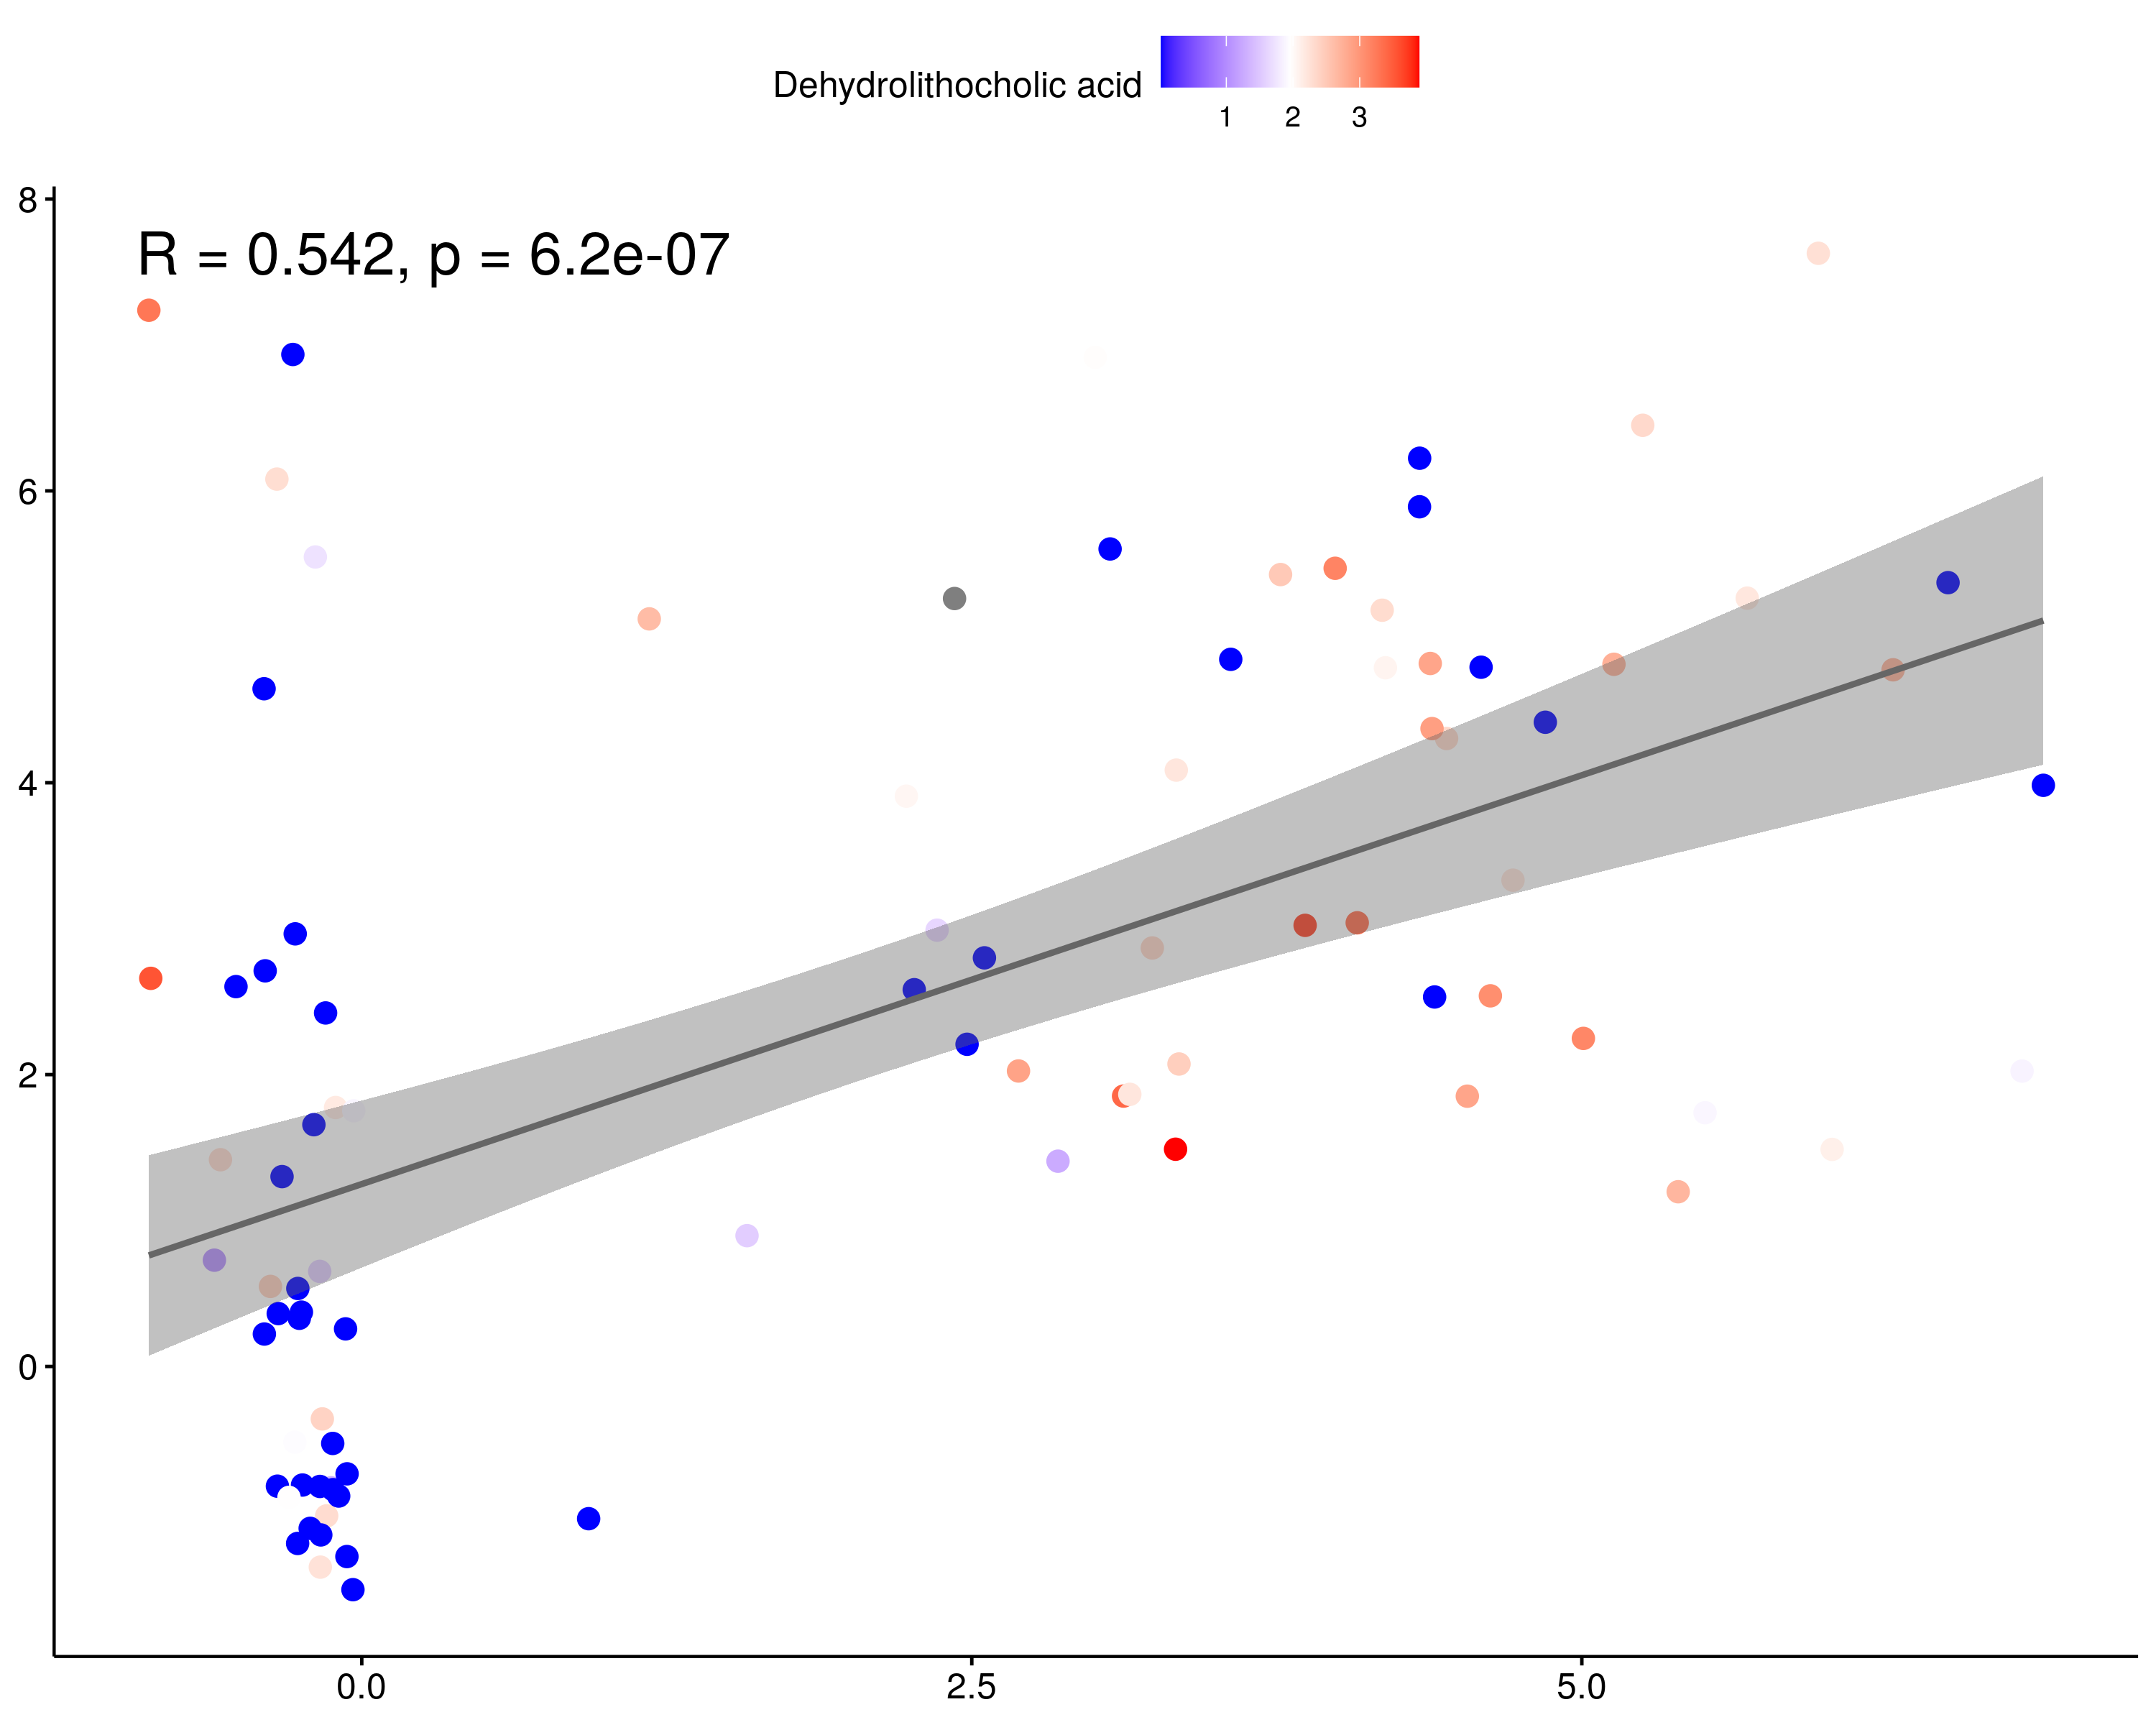 Dehydrolithocholic acid
1 2 3
8
R = 0.542, p = 6.2e-07
6
4
2
0
0.0 2.5 5.0